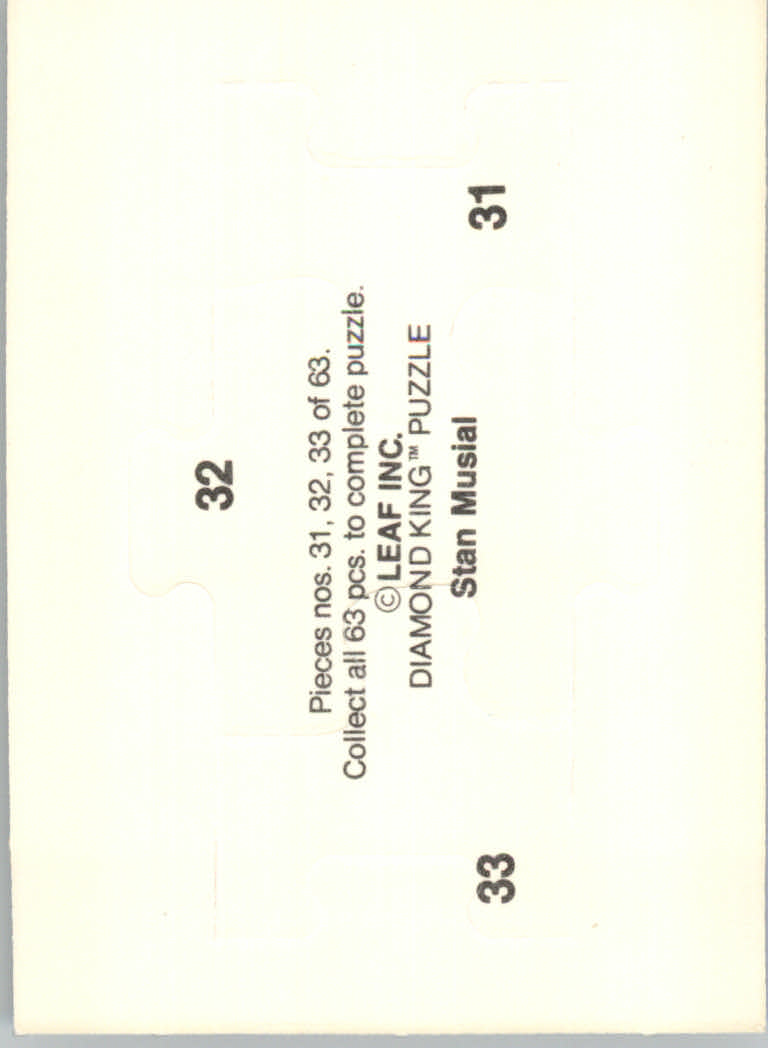 32
31
Pieces nos. 31, 32, 33 of 63.
Collect all 63 pcs. to complete puzzle.
© LEAF INC.
DIAMOND KING™ PUZZLE
Stan Musial
33